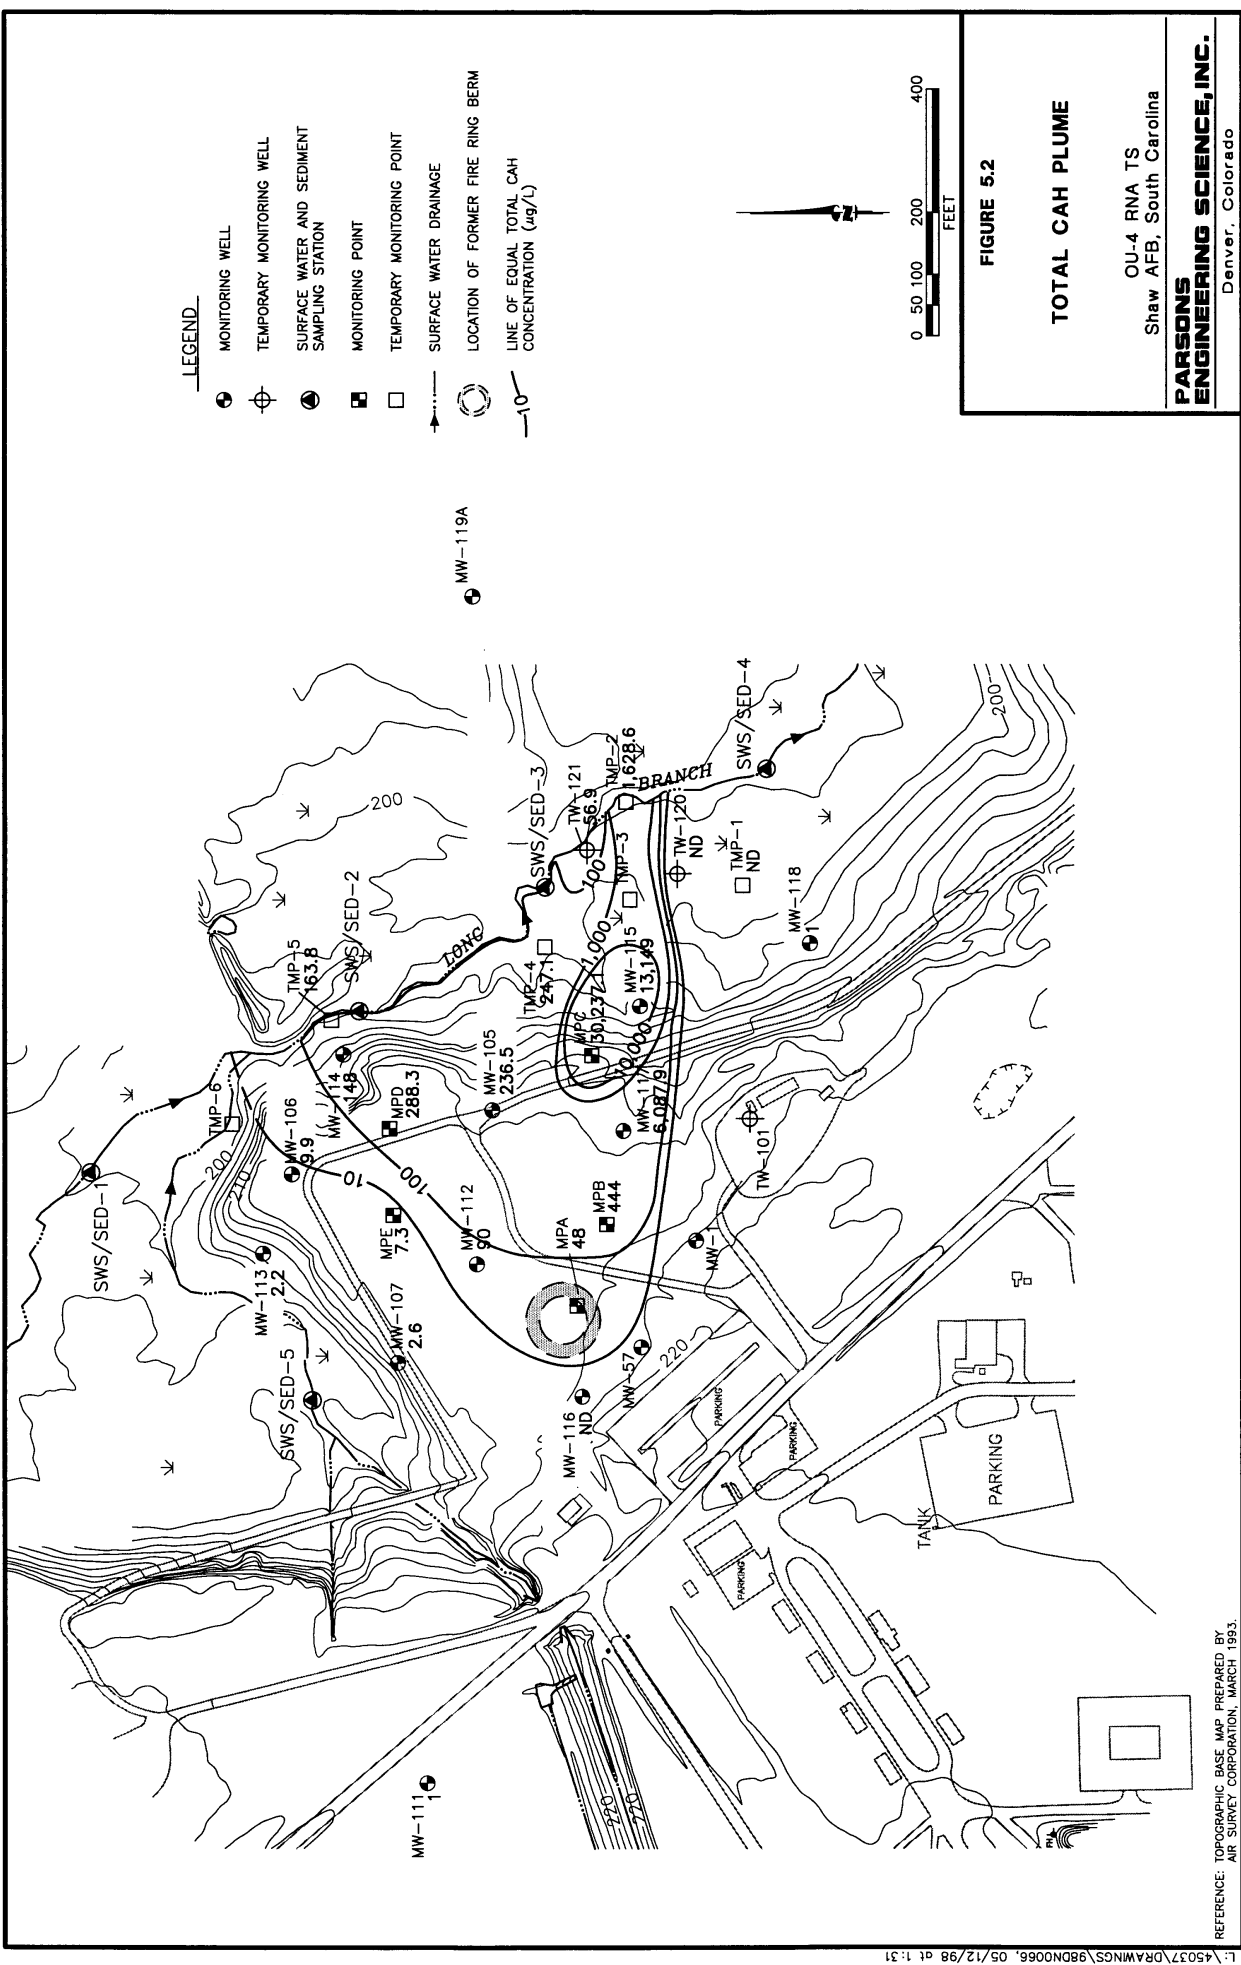 LEGEND
MONITORING WELL
TEMPORARY MONITORING WELL
SURFACE WATER AND SEDIMENT
SAMPLING STATION
MONITORING POINT
TEMPORARY MONITORING POINT
SURFACE WATER DRAINAGE
LOCATION OF FORMER FIRE RING BERM
—10—
LINE OF EQUAL TOTAL CAH
CONCENTRATION (ug/L)
SWS/SED-1
TMP-6
TMP-5
163.8
SWS/SED-2
MW-106
9.9
MW-114
148
MW-113
2.2
SWS/SED-5
MW-107
2.6
MPE
7.3
MPD
288.3
MW-105
236.5
MW-112
90
MPA
48
MPB
444
MPC
30,237.1
MW-115
13,149
6,087.9
TMP-4
247.1
TMP-3
SWS/SED-3
TW-121
56.9
TMP-2
1,628.6
TW-120
ND
TMP-1
ND
SWS/SED-4
MW-118
1
MW-119A
MW-116
ND
MW-57
MW-1
TW-101
MW-111
1
LONG
BRANCH
10
100
100
1,000
10,000
200
200
200
210
220
220
220
PARKING
PARKING
PARKING
PARKING
TANK
N
0 50 100 200 400
FEET
FIGURE 5.2
TOTAL CAH PLUME
OU-4 RNA TS
Shaw AFB, South Carolina
PARSONS
ENGINEERING SCIENCE, INC.
Denver, Colorado
REFERENCE: TOPOGRAPHIC BASE MAP PREPARED BY
AIR SURVEY CORPORATION, MARCH 1993.
L:\45037\DRAWINGS\98DN0066, 05/12/98 at 1:31